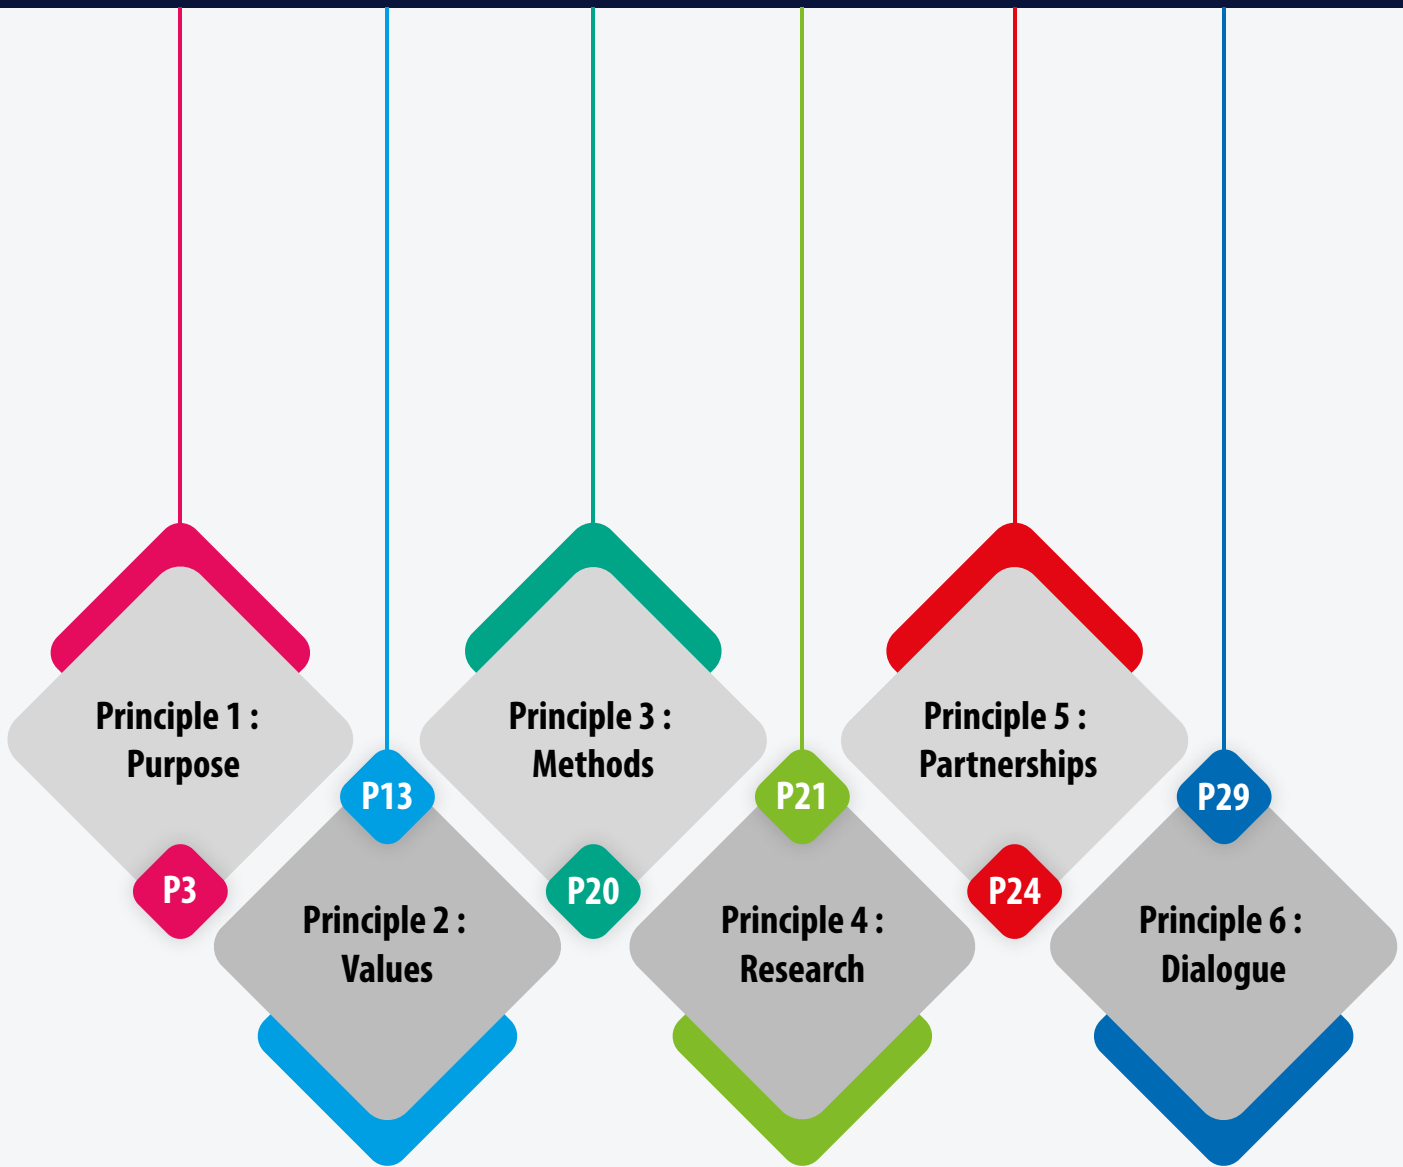 Principle 1 :
Purpose
P3
P13
Principle 2 :
Values
Principle 3 :
Methods
P20
P21
Principle 4 :
Research
Principle 5 :
Partnerships
P24
P29
Principle 6 :
Dialogue